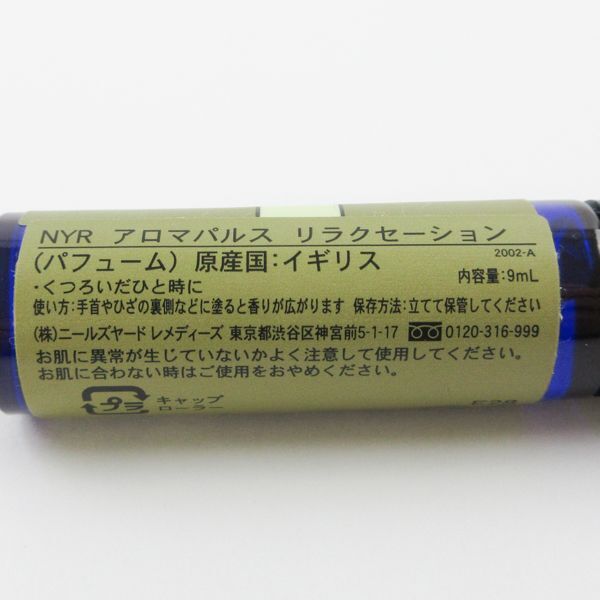 NYR アロマパルス リラクセーション
2002-A
(パフューム) 原産国:イギリス
内容量:9mL
・くつろいだひと時に
使い方:手首やひざの裏側などに塗ると香りが広がります 保存方法:立てて保管してください
(株)ニールズヤード レメディーズ 東京都渋谷区神宮前5-1-17 0120-316-999
お肌に異常が生じていないかよく注意して使用してください。
お肌に合わない時はご使用をおやめください。
プラ
キャップ
ローラー